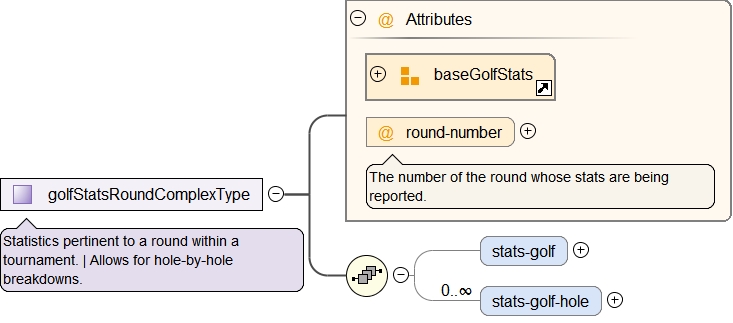 @ Attributes
baseGolfStats
@ round-number
The number of the round whose stats are being
reported.
golfStatsRoundComplexType
Statistics pertinent to a round within a
tournament. | Allows for hole-by-hole
breakdowns.
stats-golf
0..∞
stats-golf-hole